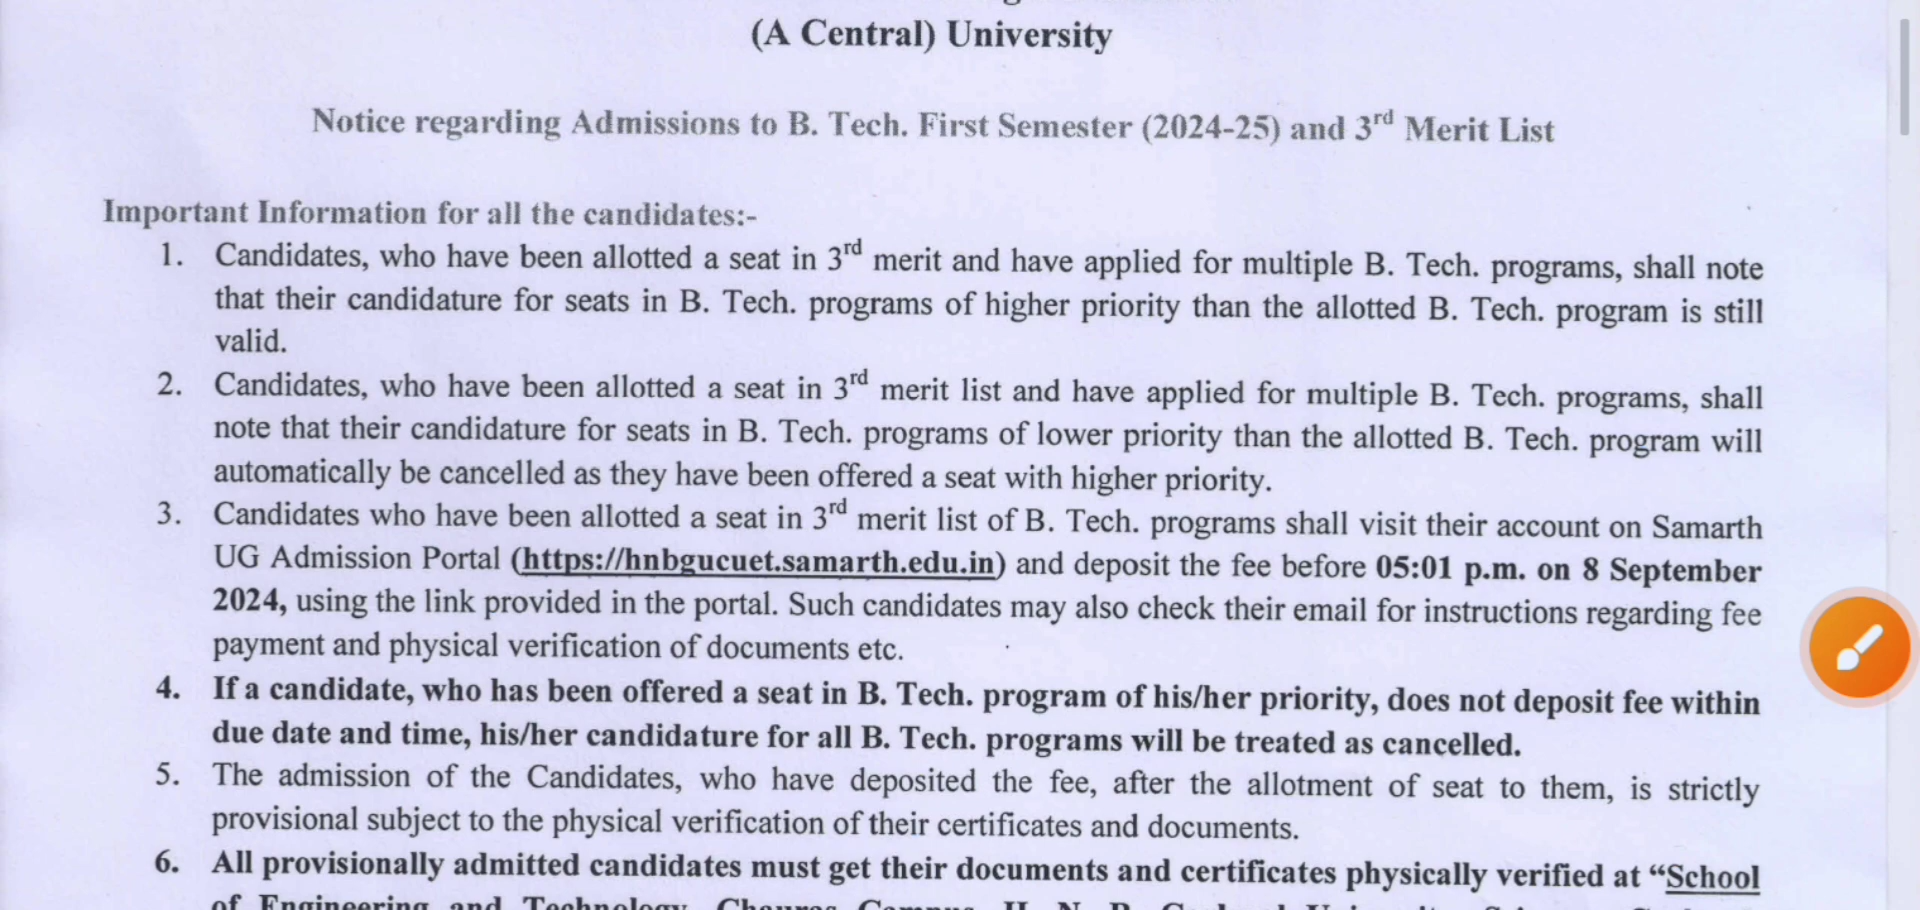 (A Central) University
Notice regarding Admissions to B. Tech. First Semester (2024-25) and 3rd Merit List
Important Information for all the candidates:-
1. Candidates, who have been allotted a seat in 3rd merit and have applied for multiple B. Tech. programs, shall note
that their candidature for seats in B. Tech. programs of higher priority than the allotted B. Tech. program is still
valid.
2. Candidates, who have been allotted a seat in 3rd merit list and have applied for multiple B. Tech. programs, shall
note that their candidature for seats in B. Tech. programs of lower priority than the allotted B. Tech. program will
automatically be cancelled as they have been offered a seat with higher priority.
3. Candidates who have been allotted a seat in 3rd merit list of B. Tech. programs shall visit their account on Samarth
UG Admission Portal (https://hnbgucuet.samarth.edu.in) and deposit the fee before 05:01 p.m. on 8 September
2024, using the link provided in the portal. Such candidates may also check their email for instructions regarding fee
payment and physical verification of documents etc.
4. If a candidate, who has been offered a seat in B. Tech. program of his/her priority, does not deposit fee within
due date and time, his/her candidature for all B. Tech. programs will be treated as cancelled.
5. The admission of the Candidates, who have deposited the fee, after the allotment of seat to them, is strictly
provisional subject to the physical verification of their certificates and documents.
6. All provisionally admitted candidates must get their documents and certificates physically verified at “School
of Engineering and Technology, Chauras Campus, H. N. B.